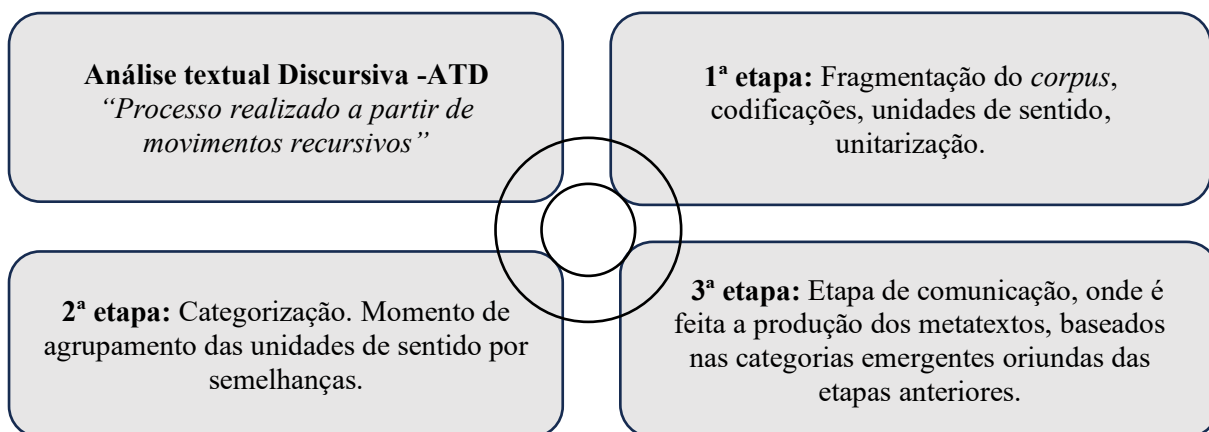 Análise textual Discursiva -ATD
“Processo realizado a partir de
movimentos recursivos”
1ª etapa: Fragmentação do corpus,
codificações, unidades de sentido,
unitarização.
2ª etapa: Categorização. Momento de
agrupamento das unidades de sentido por
semelhanças.
3ª etapa: Etapa de comunicação, onde é
feita a produção dos metatextos, baseados
nas categorias emergentes oriundas das
etapas anteriores.